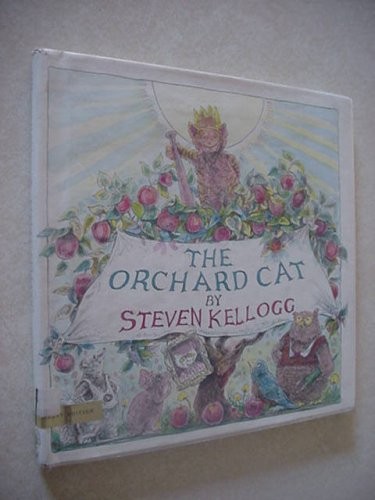 THE
ORCHARD CAT
BY
STEVEN KELLOGG